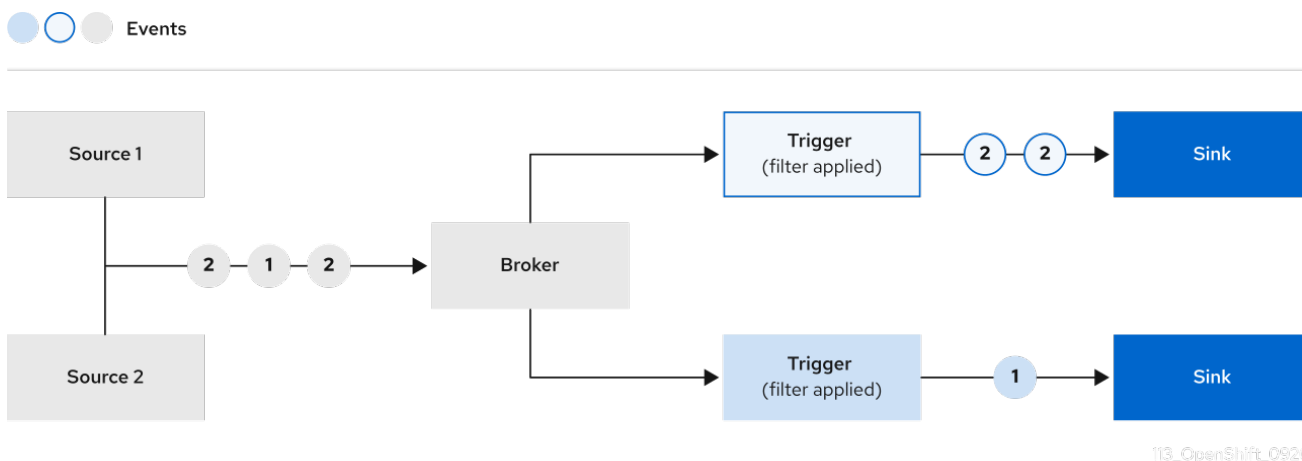 Events
Source 1
Trigger
(filter applied)
2
2
Sink
2
1
2
Broker
Source 2
Trigger
(filter applied)
1
Sink